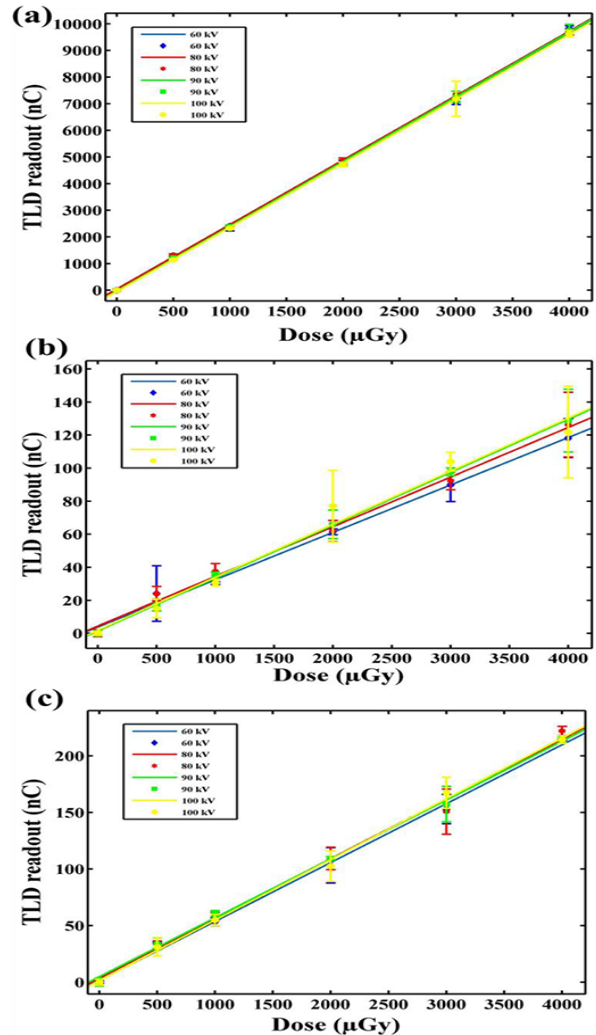 (a)
10000
9000
8000
7000
6000
5000
4000
3000
2000
1000
0
TLD readout (nC)
60 kV
60 kV
80 kV
80 kV
90 kV
90 kV
100 kV
100 kV
0 500 1000 1500 2000 2500 3000 3500 4000
Dose (μGy)
(b)
160
140
120
100
80
60
40
20
0
TLD readout (nC)
60 kV
60 kV
80 kV
80 kV
90 kV
90 kV
100 kV
100 kV
0 500 1000 1500 2000 2500 3000 3500 4000
Dose (μGy)
(c)
200
150
100
50
0
TLD readout (nC)
60 kV
60 kV
80 kV
80 kV
90 kV
90 kV
100 kV
100 kV
0 500 1000 1500 2000 2500 3000 3500 4000
Dose (μGy)